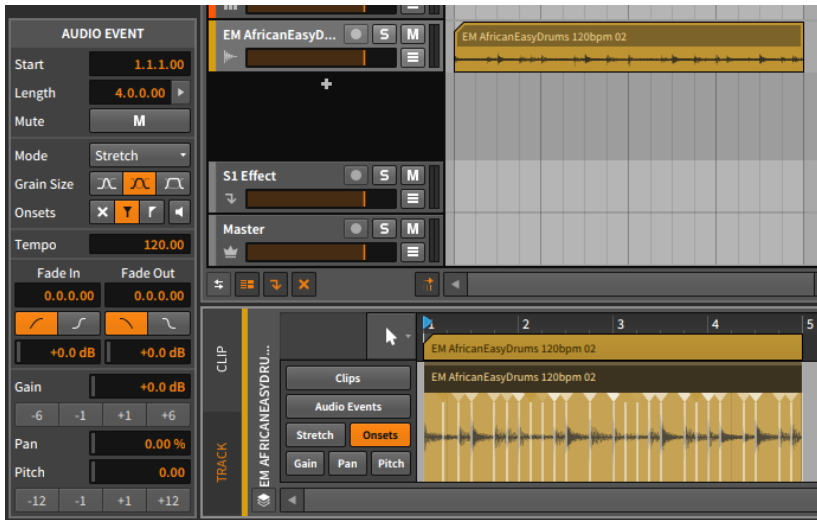 AUDIO EVENT
Start 1.1.1.00
Length 4.0.0.00
Mute M
Mode Stretch
Grain Size
Onsets
Tempo 120.00
Fade In Fade Out
0.0.0.00 0.0.0.00
+0.0 dB +0.0 dB
Gain +0.0 dB
-6 -1 +1 +6
Pan 0.00 %
Pitch 0.00
-12 -1 +1 +12
EM AfricanEasyD... S M
EM AfricanEasyDrums 120bpm 02
S1 Effect S M
Master S M
CLIP
TRACK
EM AFRICANEASYDRU...
Clips
Audio Events
Stretch Onsets
Gain Pan Pitch
1 2 3 4 5
EM AfricanEasyDrums 120bpm 02
EM AfricanEasyDrums 120bpm 02